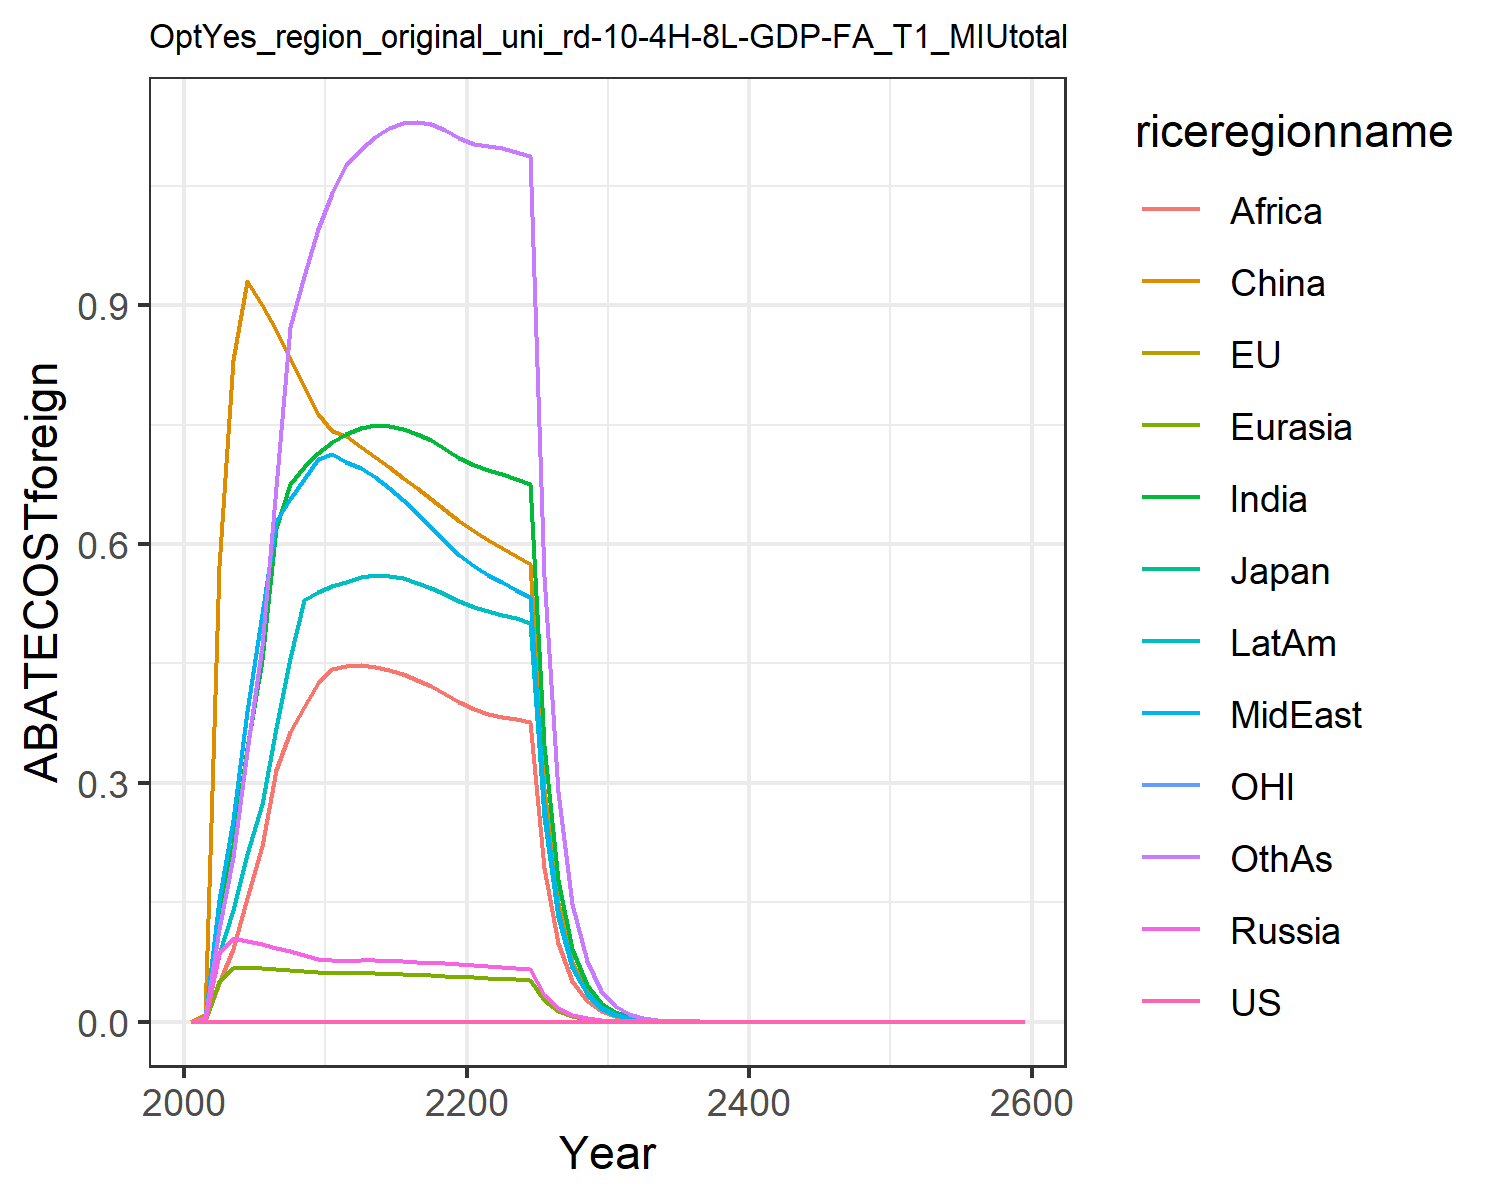 OptYes_region_original_uni_rd-10-4H-8L-GDP-FA_T1_MIUtotal
ABATECOSTforeign
0.9
0.6
0.3
0.0
2000 2200 2400 2600
Year
riceregionname
Africa
China
EU
Eurasia
India
Japan
LatAm
MidEast
OHI
OthAs
Russia
US